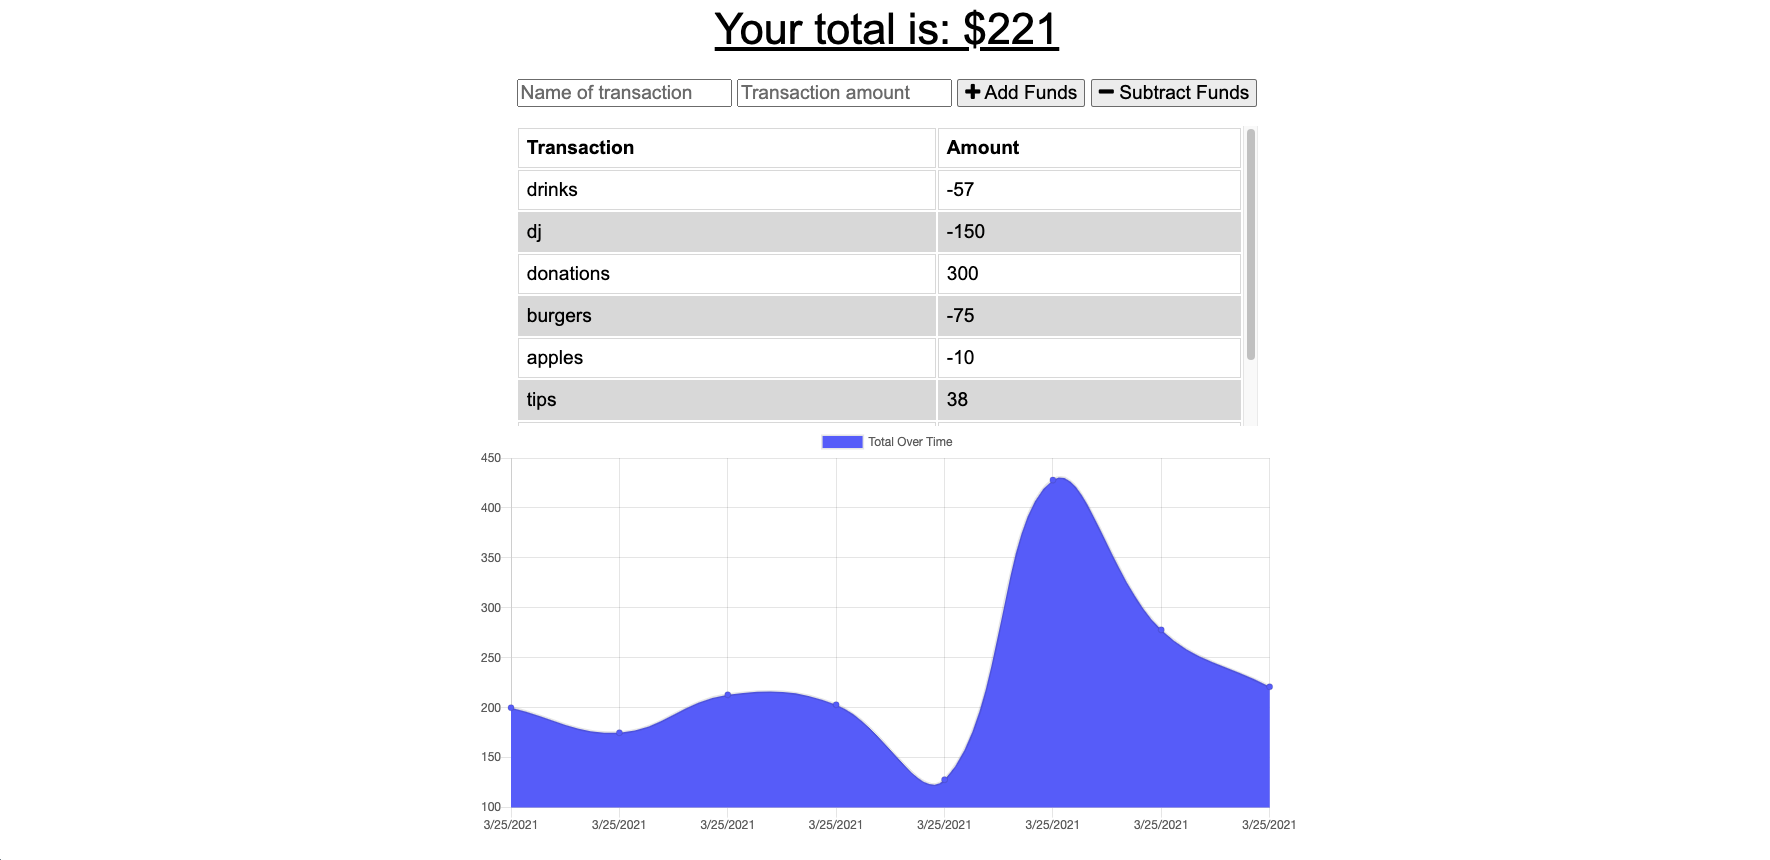 Your total is: $221
Name of transaction Transaction amount Add Funds Subtract Funds
Transaction Amount
drinks -57
dj -150
donations 300
burgers -75
apples -10
tips 38
Total Over Time
450
400
350
300
250
200
150
100
3/25/2021 3/25/2021 3/25/2021 3/25/2021 3/25/2021 3/25/2021 3/25/2021 3/25/2021